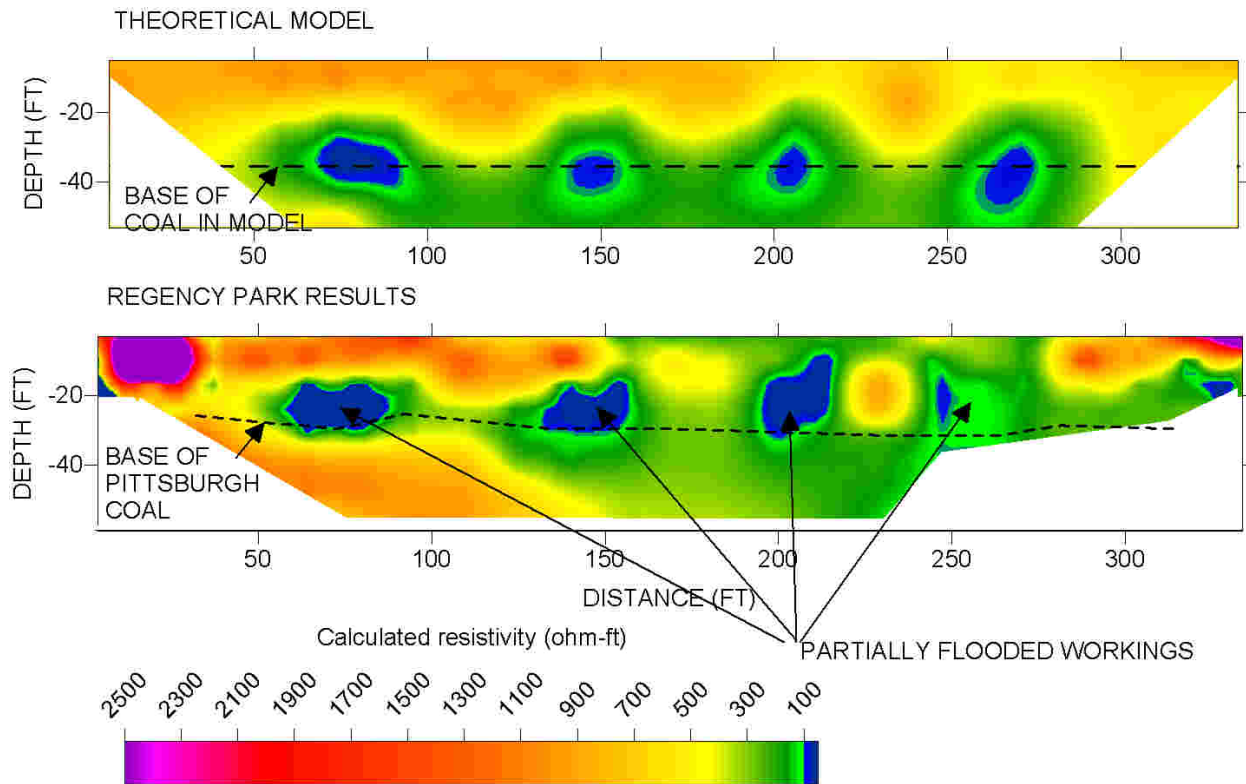 THEORETICAL MODEL
DEPTH (FT)
-20
-40
BASE OF
COAL IN MODEL
50 100 150 200 250 300
REGENCY PARK RESULTS
DEPTH (FT)
-20
-40
BASE OF
PITTSBURGH
COAL
50 100 150 200 250 300
DISTANCE (FT)
Calculated resistivity (ohm-ft)
PARTIALLY FLOODED WORKINGS
2500 2300 2100 1900 1700 1500 1300 1100 900 700 500 300 100